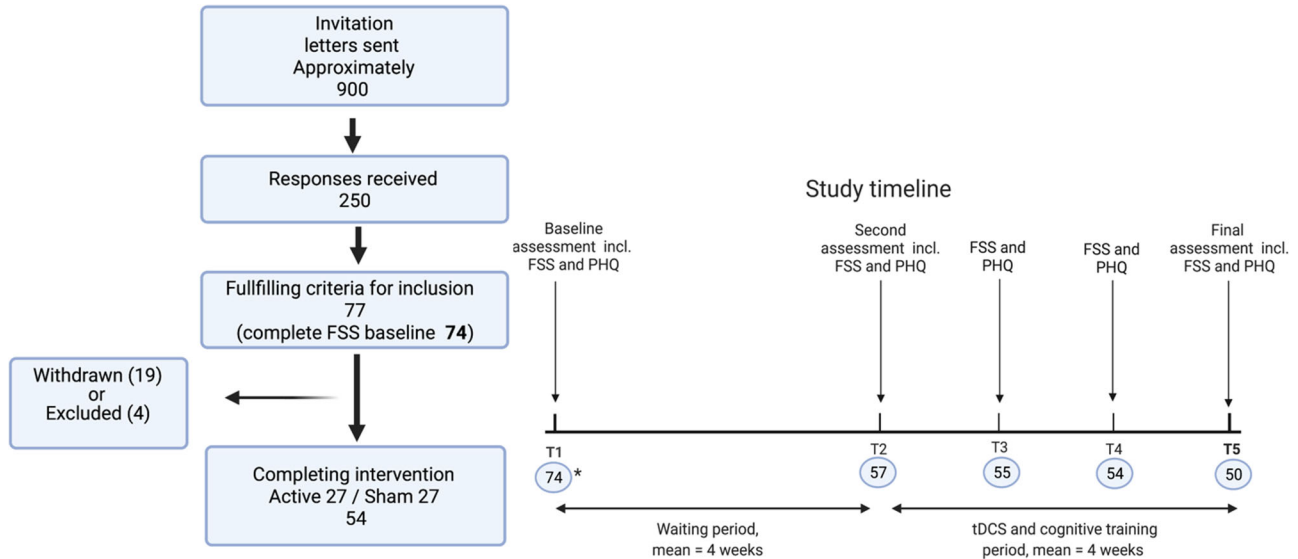 Invitation
letters sent
Approximately
900
Responses received
250
Fullfilling criteria for inclusion
77
(complete FSS baseline 74)
Withdrawn (19)
or
Excluded (4)
Completing intervention
Active 27 / Sham 27
54
Study timeline
Baseline
assessment incl.
FSS and PHQ
Second
assessment incl.
FSS and PHQ
FSS and
PHQ
FSS and
PHQ
Final
assessment incl.
FSS and PHQ
T1
T2
T3
T4
T5
74 *
57
55
54
50
Waiting period,
mean = 4 weeks
tDCS and cognitive training
period, mean = 4 weeks